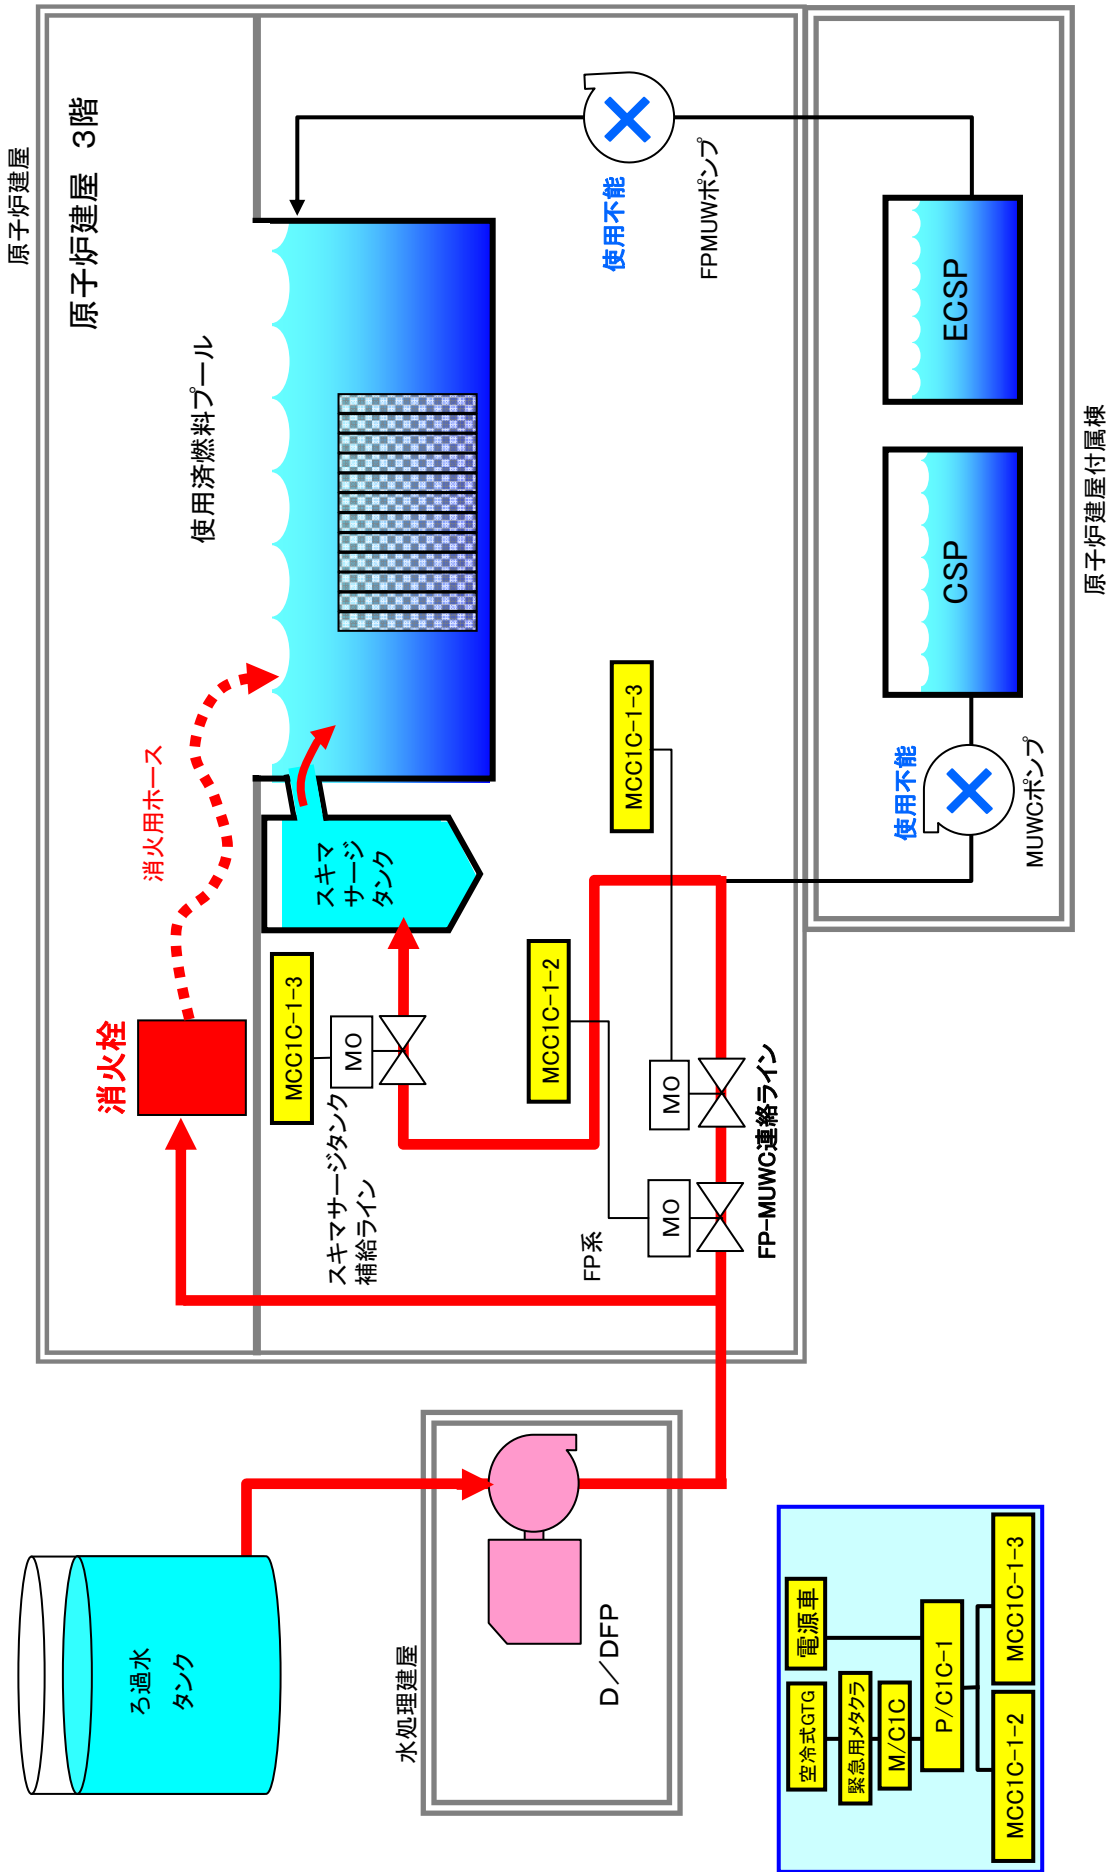 原子炉建屋
原子炉建屋 3階
使用済燃料プール
消火用ホース
消火栓
スキマ
サージ
タンク
MCC1C-1-3
MO
スキマサージタンク
補給ライン
MCC1C-1-2
MCC1C-1-3
MO
MO
FP系
FP-MUWC連絡ライン
使用不能
FPMUWポンプ
ECSP
CSP
使用不能
MUWCポンプ
原子炉建屋付属棟
ろ過水
タンク
水処理建屋
D/DFP
空冷式GTG
電源車
緊急用メタクラ
M/C1C
P/C1C-1
MCC1C-1-2
MCC1C-1-3